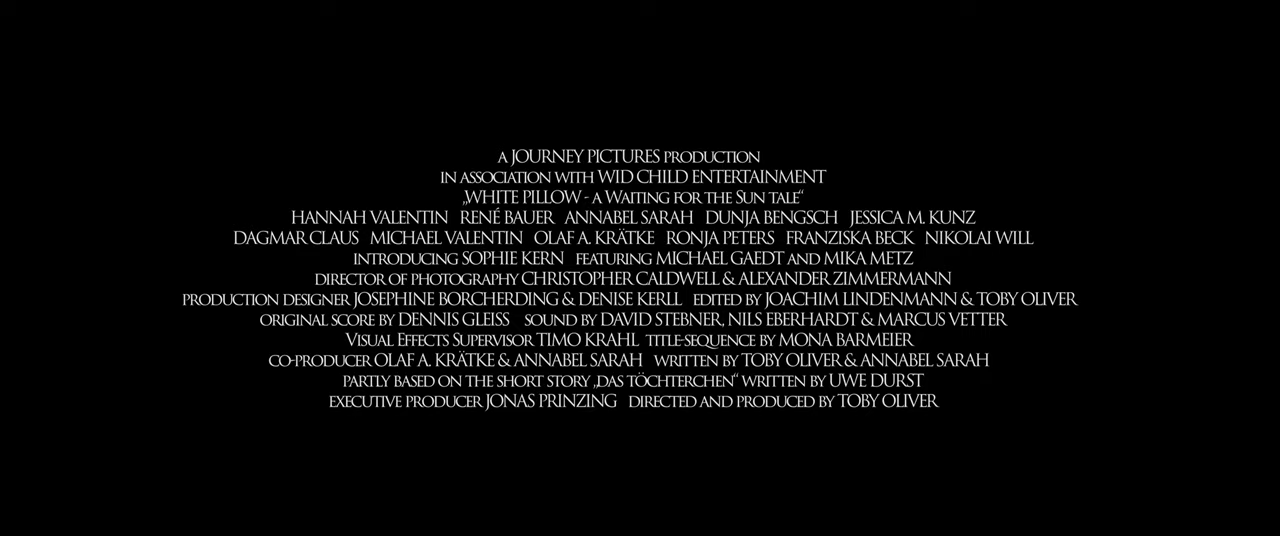 A JOURNEY PICTURES PRODUCTION
IN ASSOCIATION WITH WID CHILD ENTERTAINMENT
„WHITE PILLOW - A WAITING FOR THE SUN TALE“
HANNAH VALENTIN RENÉ BAUER ANNABEL SARAH DUNJA BENGSCH JESSICA M. KUNZ
DAGMAR CLAUS MICHAEL VALENTIN OLAF A. KRÄTKE RONJA PETERS FRANZISKA BECK NIKOLAI WILL
INTRODUCING SOPHIE KERN FEATURING MICHAEL GAEDT AND MIKA METZ
DIRECTOR OF PHOTOGRAPHY CHRISTOPHER CALDWELL & ALEXANDER ZIMMERMANN
PRODUCTION DESIGNER JOSEPHINE BORCHERDING & DENISE KERLL EDITED BY JOACHIM LINDENMANN & TOBY OLIVER
ORIGINAL SCORE BY DENNIS GLEISS SOUND BY DAVID STEBNER, NILS EBERHARDT & MARCUS VETTER
VISUAL EFFECTS SUPERVISOR TIMO KRAHL TITLE-SEQUENCE BY MONA BARMEIER
CO-PRODUCER OLAF A. KRÄTKE & ANNABEL SARAH WRITTEN BY TOBY OLIVER & ANNABEL SARAH
PARTLY BASED ON THE SHORT STORY „DAS TÖCHTERCHEN“ WRITTEN BY UWE DURST
EXECUTIVE PRODUCER JONAS PRINZING DIRECTED AND PRODUCED BY TOBY OLIVER